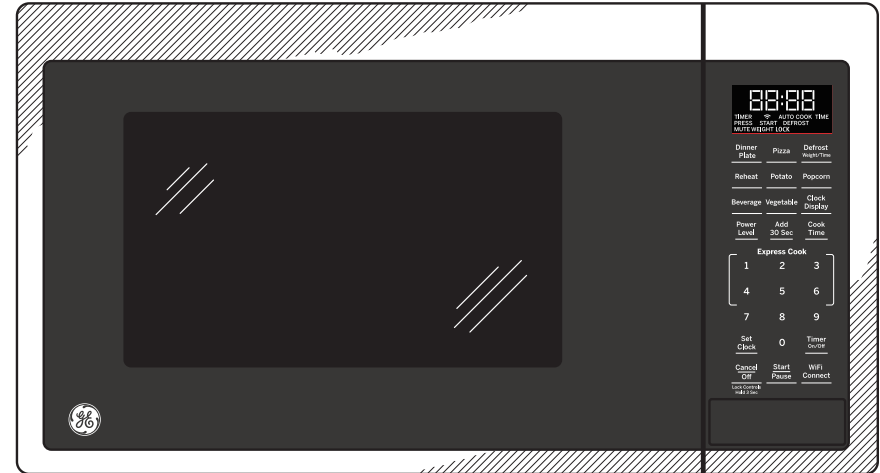 88:88
TIMER AUTO COOK TIME
PRESS START DEFROST
MUTE WEIGHT LOCK
Dinner Plate
Pizza
Defrost
Weight/Time
Reheat
Potato
Popcorn
Beverage
Vegetable
Clock Display
Power Level
Add 30 Sec
Cook Time
Express Cook
1 2 3
4 5 6
7 8 9
Set Clock
0
Timer
On/Off
Cancel
Off
Start
Pause
WiFi Connect
Lock Controls
Hold 3 Sec
GE